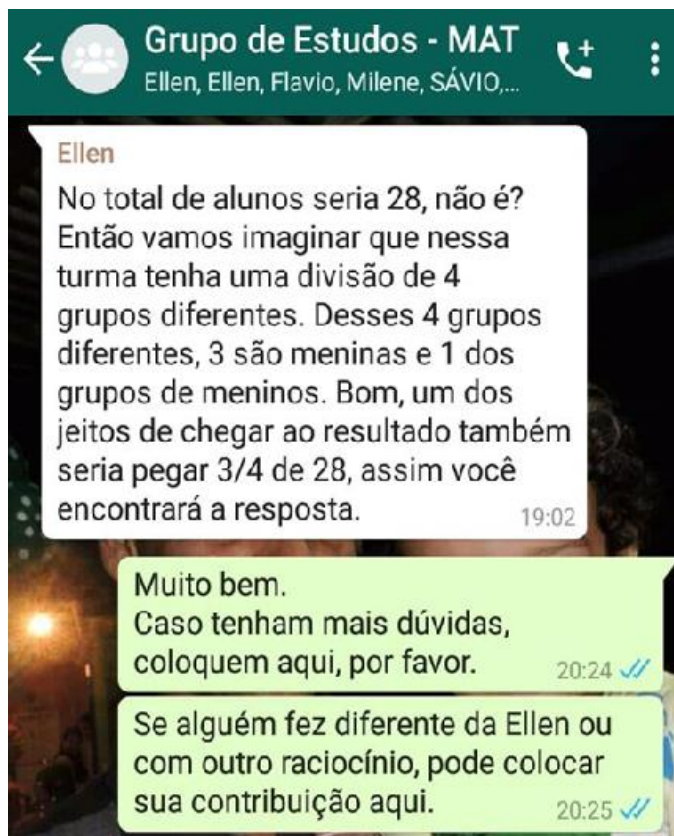 Grupo de Estudos - MAT
Ellen, Ellen, Flavio, Milene, SÁVIO,...
Ellen
No total de alunos seria 28, não é?
Então vamos imaginar que nessa
turma tenha uma divisão de 4
grupos diferentes. Desses 4 grupos
diferentes, 3 são meninas e 1 dos
grupos de meninos. Bom, um dos
jeitos de chegar ao resultado também
seria pegar 3/4 de 28, assim você
encontrará a resposta.
19:02
Muito bem.
Caso tenham mais dúvidas,
coloquem aqui, por favor.
20:24
Se alguém fez diferente da Ellen ou
com outro raciocínio, pode colocar
sua contribuição aqui.
20:25